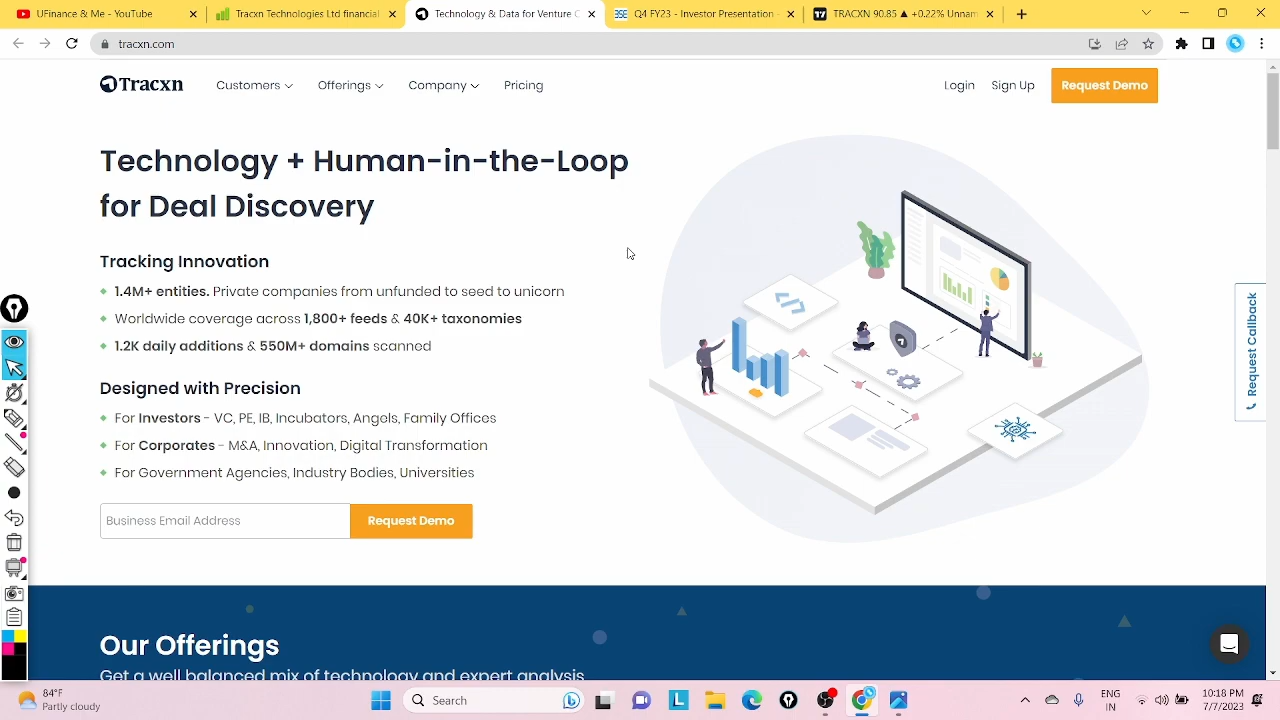 UFinance & Me - YouTube
Tracxn Technologies Ltd financial
Technology & Data for Venture C
Q4 FY23 - Investor Presentation -
TRACXN 90.85 ▲ +0.22% Unnam
tracxn.com
Tracxn
Customers
Offerings
Company
Pricing
Login
Sign Up
Request Demo
Technology + Human-in-the-Loop
for Deal Discovery
Tracking Innovation
1.4M+ entities. Private companies from unfunded to seed to unicorn
Worldwide coverage across 1,800+ feeds & 40K+ taxonomies
1.2K daily additions & 550M+ domains scanned
Designed with Precision
For Investors - VC, PE, IB, Incubators, Angels, Family Offices
For Corporates - M&A, Innovation, Digital Transformation
For Government Agencies, Industry Bodies, Universities
Business Email Address
Request Demo
Request Callback
Our Offerings
Get a well balanced mix of technology and expert analysis
84°F
Partly cloudy
Search
ENG
IN
10:18 PM
7/7/2023